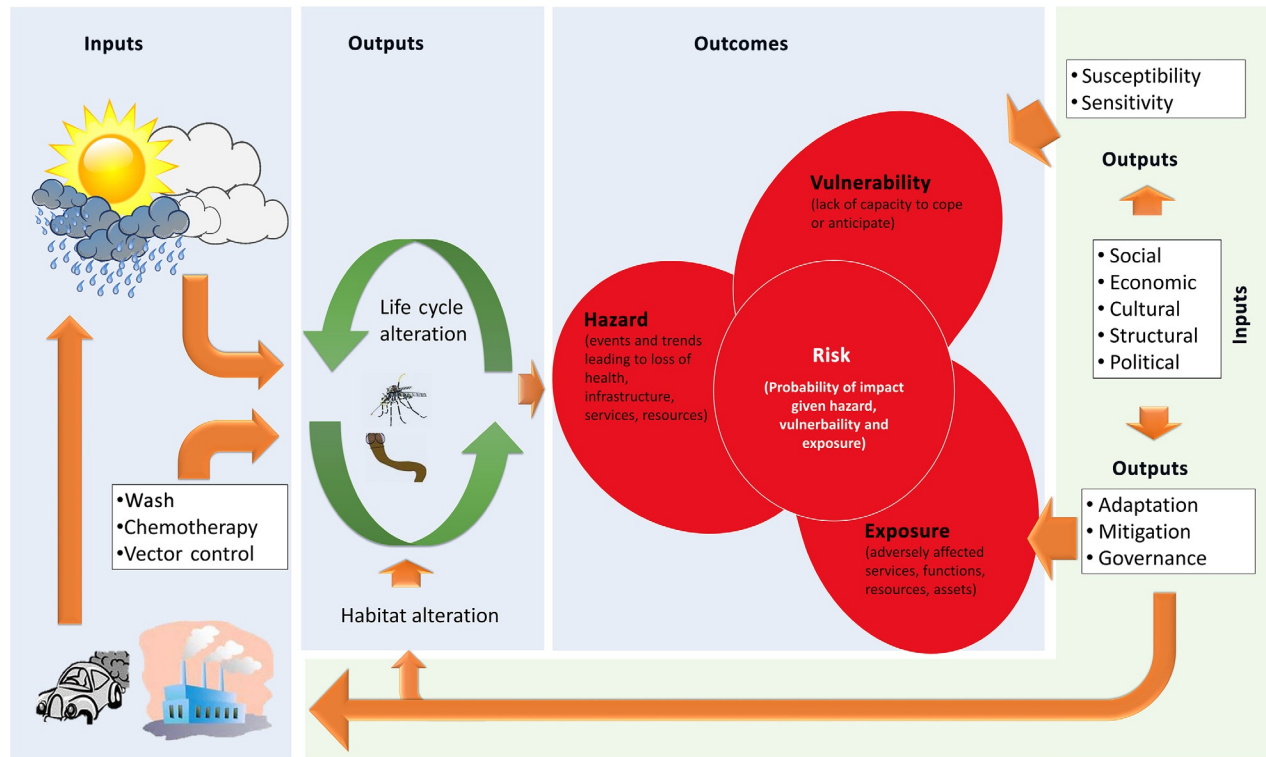 Inputs
Outputs
Outcomes
• Susceptibility
• Sensitivity
Outputs
Vulnerability
(lack of capacity to cope
or anticipate)
• Social
• Economic
• Cultural
• Structural
• Political
Inputs
Life cycle
alteration
Hazard
(events and trends
leading to loss of
health,
infrastructure,
services, resources)
Risk
(Probability of impact
given hazard,
vulnerbaility and
exposure)
Outputs
•Wash
•Chemotherapy
•Vector control
• Adaptation
• Mitigation
• Governance
Exposure
(adversely affected
services, functions,
resources, assets)
Habitat alteration